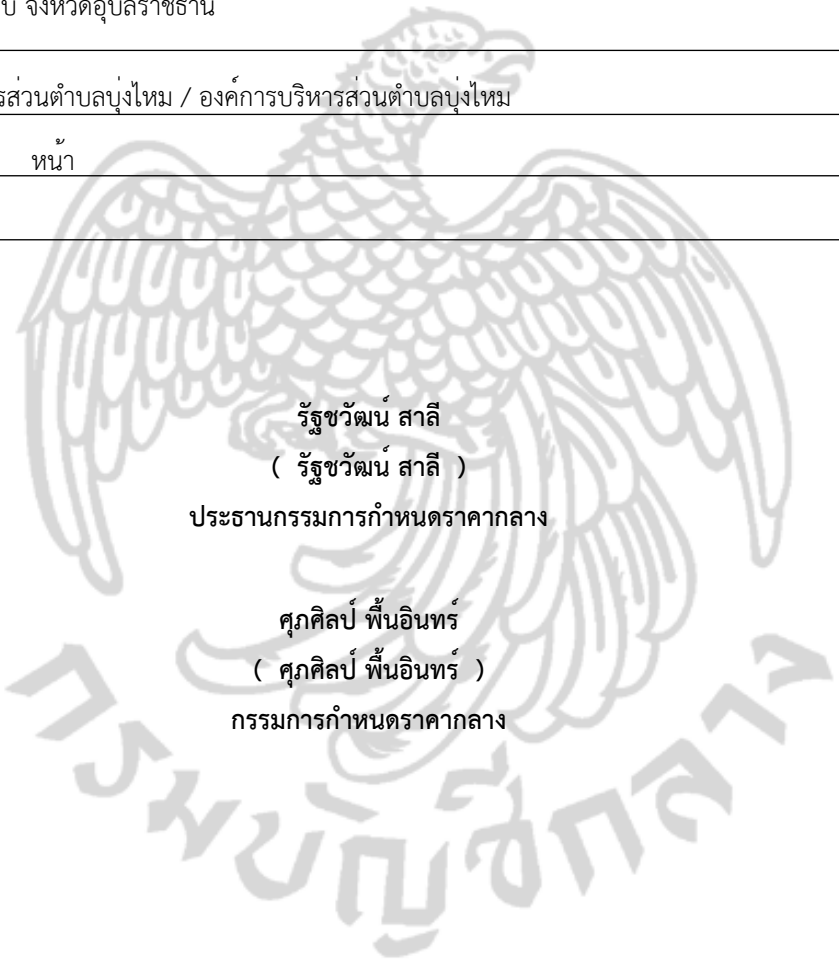 บ จังหวัดอุบลราชธาน
รส่วนตำบลบุ่งไหม / องค์การบริหารส่วนตำบลบุ่งไหม
หน้า
รัฐชวัฒน์ สาลี
( รัฐชวัฒน์ สาลี )
ประธานกรรมการกำหนดราคากลาง
ศุภศิลป์ พื้นอินทร์
( ศุภศิลป์ พื้นอินทร์ )
กรรมการกำหนดราคากลาง
กรมบัญชีกลาง